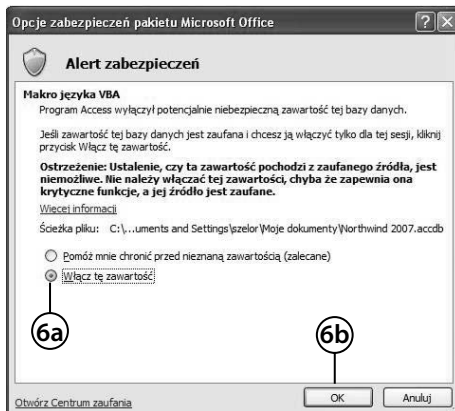 Opcje zabezpieczeń pakietu Microsoft Office
Alert zabezpieczeń
Makro języka VBA
Program Access wyłączył potencjalnie niebezpieczną zawartość tej bazy danych.
Jeśli zawartość tej bazy danych jest zaufana i chcesz ją włączyć tylko dla tej sesji, kliknij
przycisk Włącz tę zawartość.
Ostrzeżenie: Ustalenie, czy ta zawartość pochodzi z zaufanego źródła, jest
niemożliwe. Nie należy włączać tej zawartości, chyba że zapewnia ona
krytyczne funkcje, a jej źródło jest zaufane.
Więcej informacji
Ścieżka pliku: C:\...uments and Settings\szelor\Moje dokumenty\Northwind 2007.accdb
Pomóż mnie chronić przed nieznaną zawartością (zalecane)
Włącz tę zawartość
6a
6b
Otwórz Centrum zaufania
OK
Anuluj